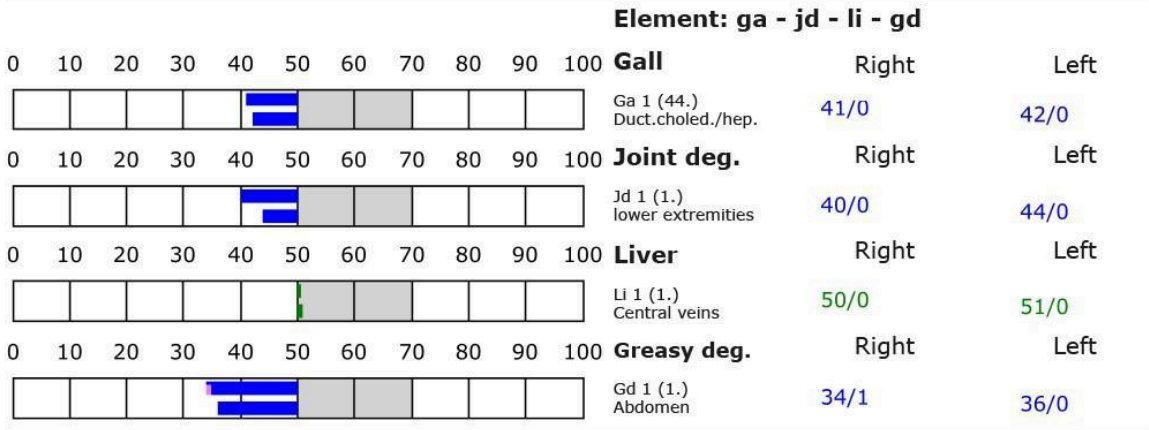 Element: ga - jd - li - gd
0 10 20 30 40 50 60 70 80 90 100 Gall Right Left
Ga 1 (44.) 41/0 42/0
Duct.choled./hep.
0 10 20 30 40 50 60 70 80 90 100 Joint deg. Right Left
Jd 1 (1.) 40/0 44/0
lower extremities
0 10 20 30 40 50 60 70 80 90 100 Liver Right Left
Li 1 (1.) 50/0 51/0
Central veins
0 10 20 30 40 50 60 70 80 90 100 Greasy deg. Right Left
Gd 1 (1.) 34/1 36/0
Abdomen